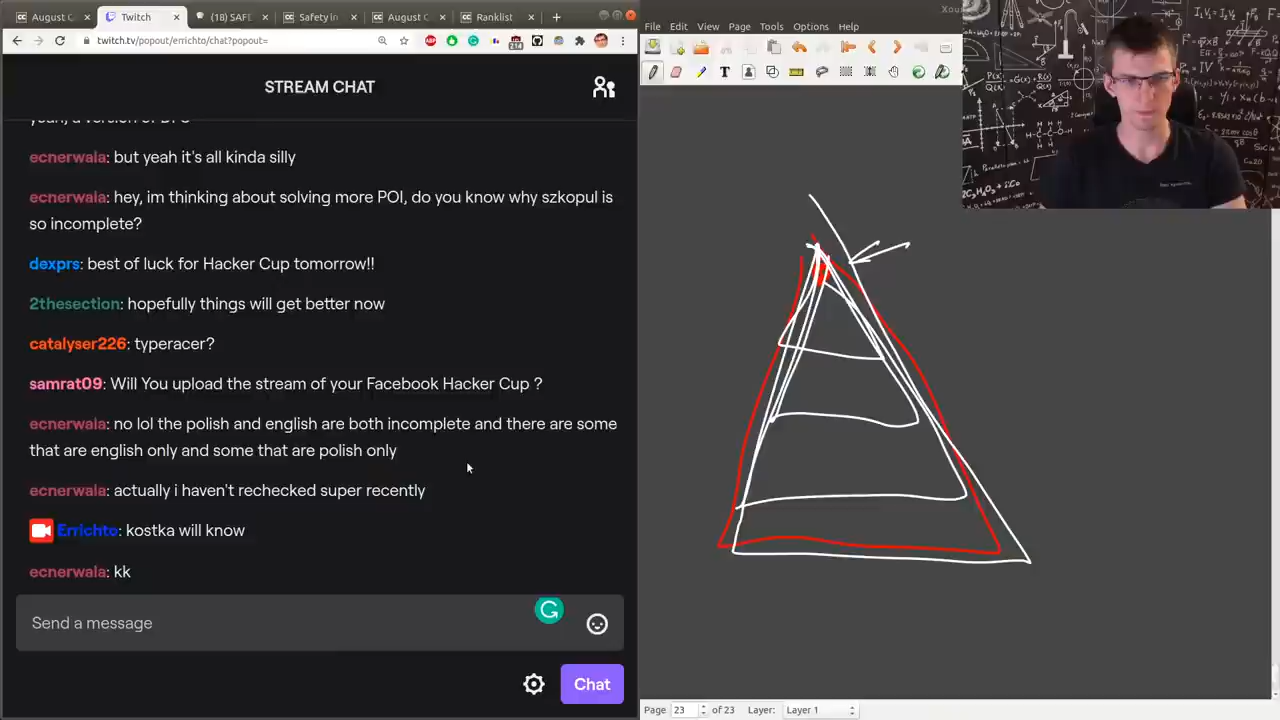 August C
Twitch
(18) SAFE
Safety in
August C
Ranklist
twitch.tv/popout/errichto/chat?popout=
214
STREAM CHAT
ecnerwala: but yeah it's all kinda silly
ecnerwala: hey, im thinking about solving more POI, do you know why szkopul is
so incomplete?
dexprs: best of luck for Hacker Cup tomorrow!!
2thesection: hopefully things will get better now
catalyser226: typeracer?
samrat09: Will You upload the stream of your Facebook Hacker Cup ?
ecnerwala: no lol the polish and english are both incomplete and there are some
that are english only and some that are polish only
ecnerwala: actually i haven't rechecked super recently
Errichto: kostka will know
ecnerwala: kk
Send a message
Chat
File Edit View Page Tools Options Help
Page 23 of 23 Layer: Layer 1